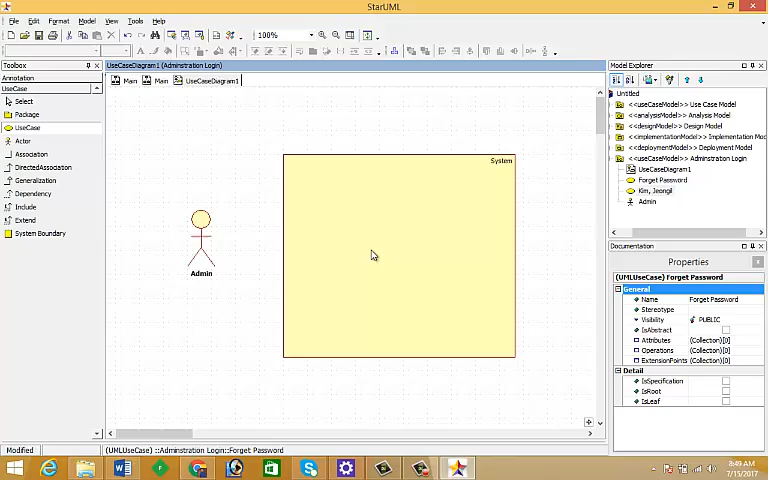 StarUML
File Edit Format Model View Tools Help
100%
Toolbox
Annotation
UseCase
Select
Package
UseCase
Actor
Association
DirectedAssociation
Generalization
Dependency
Include
Extend
System Boundary
UseCaseDiagram1 (Adminstration Login)
Main Main UseCaseDiagram1
System
Admin
Model Explorer
Untitled
<<useCaseModel>> Use Case Model
<<analysisModel>> Analysis Model
<<designModel>> Design Model
<<implementationModel>> Implementation Mod
<<deploymentModel>> Deployment Model
<<useCaseModel>> Adminstration Login
UseCaseDiagram1
Forget Password
Kim, Jeongil
Admin
Documentation
Properties
(UMLUseCase) Forget Password
General
Name Forget Password
Stereotype
Visibility PUBLIC
IsAbstract
Attributes (Collection)[0]
Operations (Collection)[0]
ExtensionPoints (Collection)[0]
Detail
IsSpecification
IsRoot
IsLeaf
Modified (UMLUseCase) ::Adminstration Login::Forget Password
8:49 AM
7/15/2017